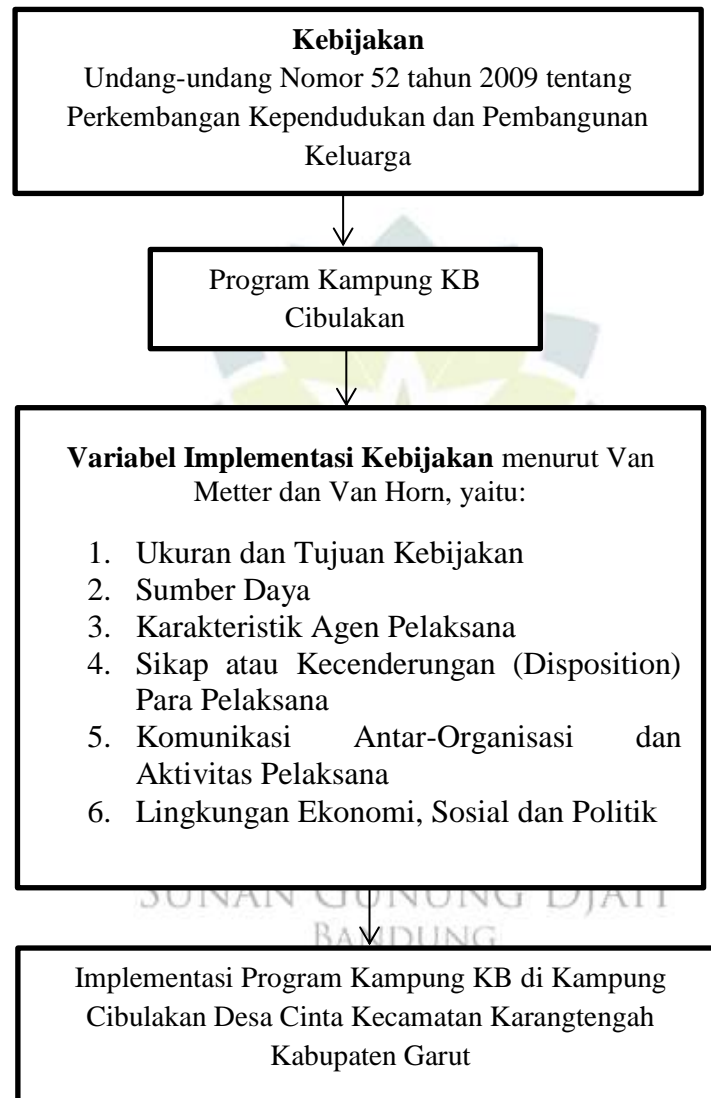 Kebijakan
Undang-undang Nomor 52 tahun 2009 tentang
Perkembangan Kependudukan dan Pembangunan
Keluarga
Program Kampung KB
Cibulakan
Variabel Implementasi Kebijakan menurut Van
Metter dan Van Horn, yaitu:
1. Ukuran dan Tujuan Kebijakan
2. Sumber Daya
3. Karakteristik Agen Pelaksana
4. Sikap atau Kecenderungan (Disposition)
Para Pelaksana
5. Komunikasi Antar-Organisasi dan
Aktivitas Pelaksana
6. Lingkungan Ekonomi, Sosial dan Politik
SUNAN GUNUNG DJATI
BANDUNG
Implementasi Program Kampung KB di Kampung
Cibulakan Desa Cinta Kecamatan Karangtengah
Kabupaten Garut